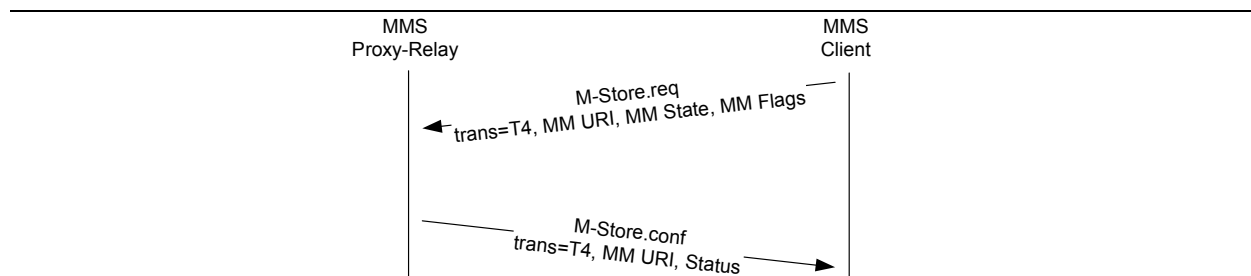 MMS
Proxy-Relay
MMS
Client
M-Store.req
trans=T4, MM URI, MM State, MM Flags
M-Store.conf
trans=T4, MM URI, Status